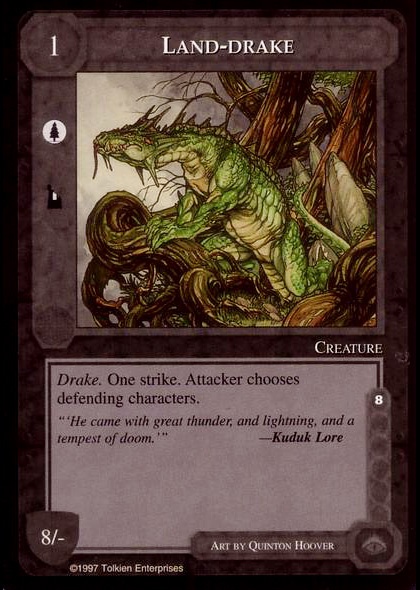 1
LAND-DRAKE
CREATURE
Drake. One strike. Attacker chooses
defending characters.
8
“‘He came with great thunder, and lightning, and a
tempest of doom.’” —Kuduk Lore
8/-
ART BY QUINTON HOOVER
©1997 Tolkien Enterprises